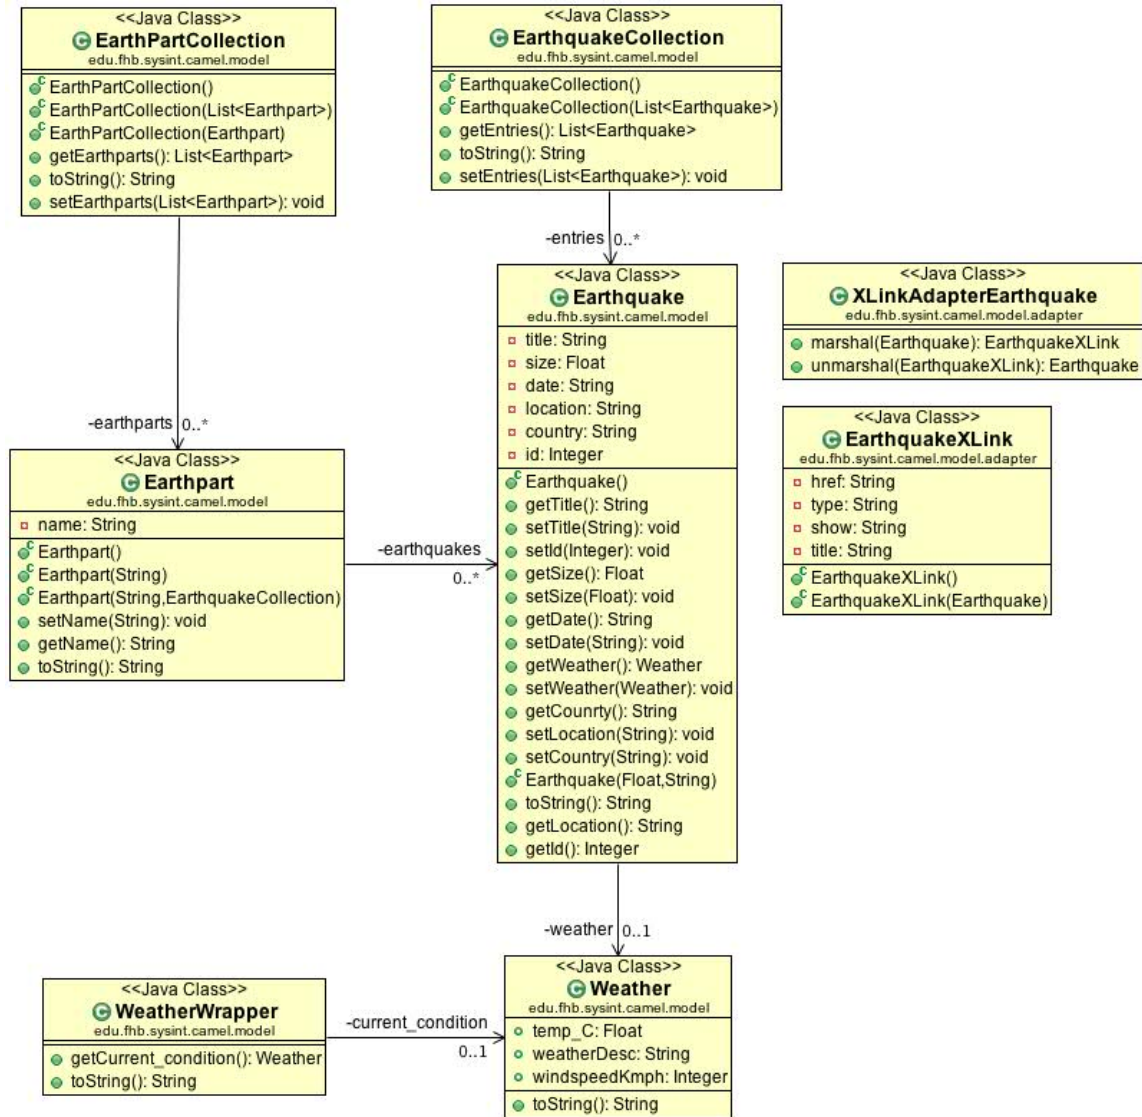 <<Java Class>>
EarthPartCollection
edu.fhb.sysint.camel.model
EarthPartCollection()
EarthPartCollection(List<Earthpart>)
EarthPartCollection(Earthpart)
getEarthparts(): List<Earthpart>
toString(): String
setEarthparts(List<Earthpart>): void
<<Java Class>>
EarthquakeCollection
edu.fhb.sysint.camel.model
EarthquakeCollection()
EarthquakeCollection(List<Earthquake>)
getEntries(): List<Earthquake>
toString(): String
setEntries(List<Earthquake>): void
-entries 0..*
<<Java Class>>
Earthquake
edu.fhb.sysint.camel.model
title: String
size: Float
date: String
location: String
country: String
id: Integer
Earthquake()
getTitle(): String
setTitle(String): void
setId(Integer): void
getSize(): Float
setSize(Float): void
getDate(): String
setDate(String): void
getWeather(): Weather
setWeather(Weather): void
getCounrty(): String
setLocation(String): void
setCountry(String): void
Earthquake(Float,String)
toString(): String
getLocation(): String
getId(): Integer
<<Java Class>>
XLinkAdapterEarthquake
edu.fhb.sysint.camel.model.adapter
marshal(Earthquake): EarthquakeXLink
unmarshal(EarthquakeXLink): Earthquake
<<Java Class>>
EarthquakeXLink
edu.fhb.sysint.camel.model.adapter
href: String
type: String
show: String
title: String
EarthquakeXLink()
EarthquakeXLink(Earthquake)
-earthparts 0..*
<<Java Class>>
Earthpart
edu.fhb.sysint.camel.model
name: String
Earthpart()
Earthpart(String)
Earthpart(String,EarthquakeCollection)
setName(String): void
getName(): String
toString(): String
-earthquakes
0..*
-weather 0..1
<<Java Class>>
WeatherWrapper
edu.fhb.sysint.camel.model
getCurrent_condition(): Weather
toString(): String
-current_condition
0..1
<<Java Class>>
Weather
edu.fhb.sysint.camel.model
temp_C: Float
weatherDesc: String
windspeedKmph: Integer
toString(): String